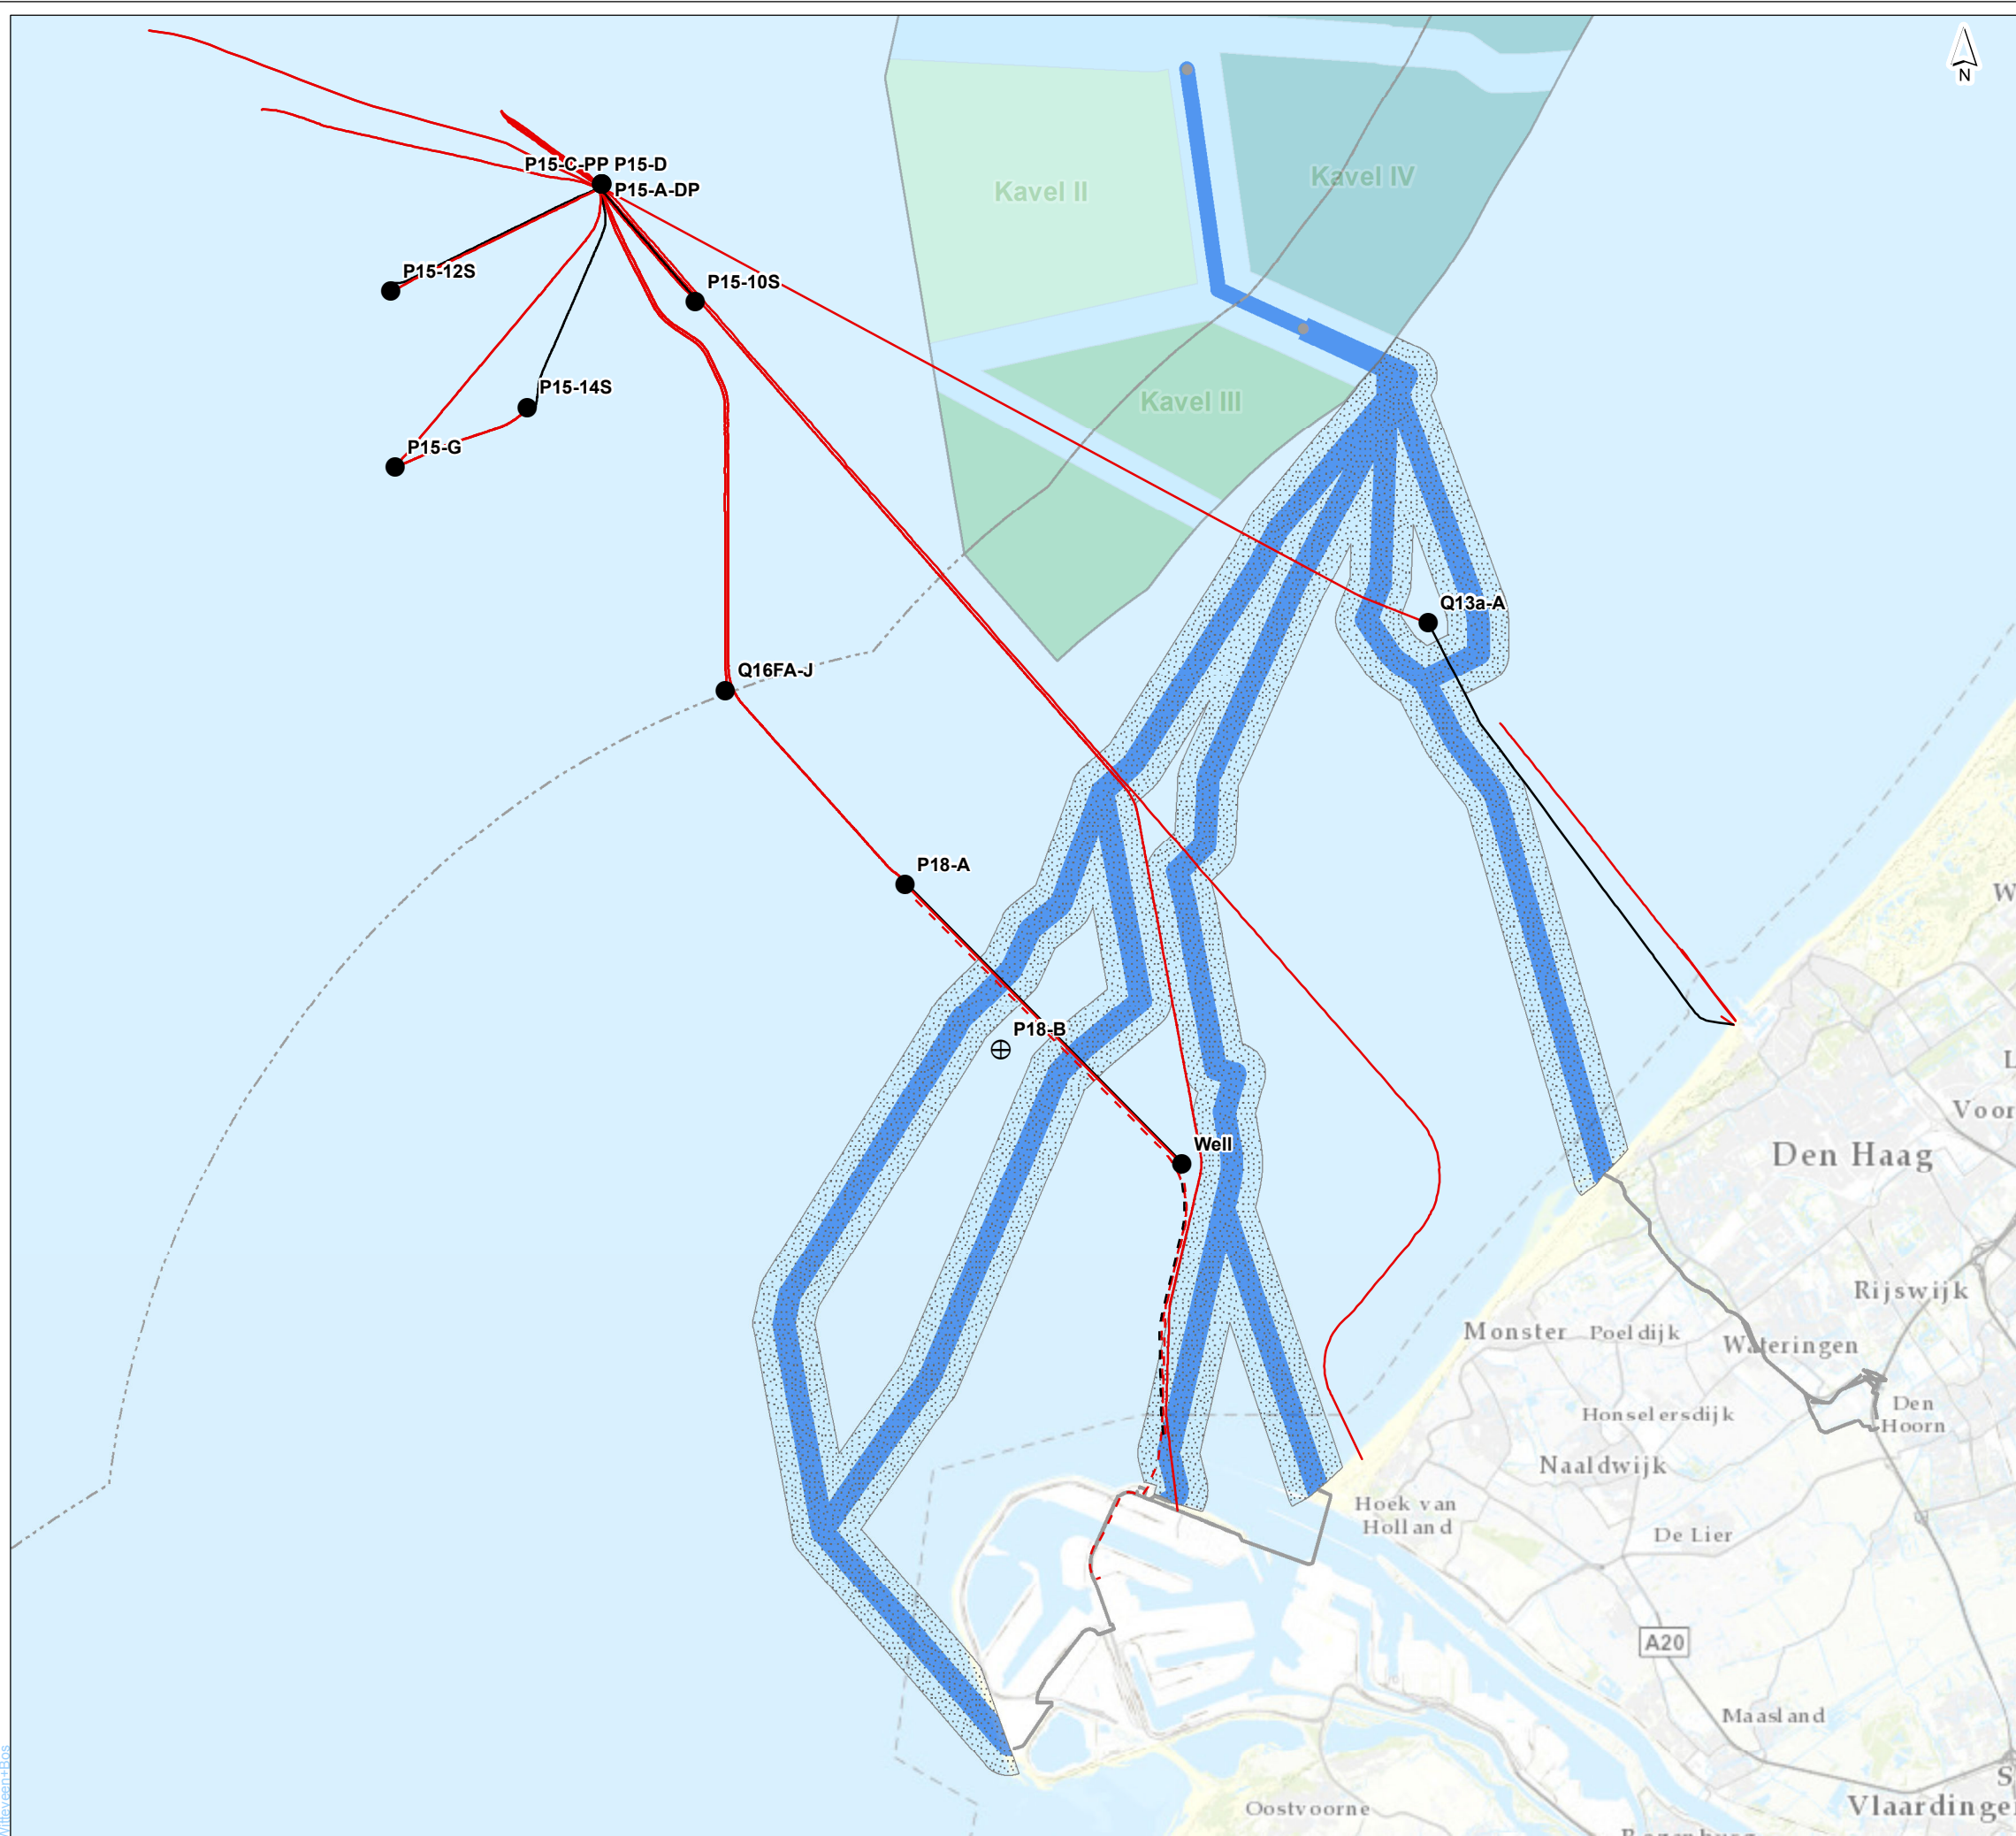 N
P15-C-PP P15-D
P15-A-DP
Kavel II
Kavel IV
P15-12S
P15-10S
P15-14S
Kavel III
P15-G
Q13a-A
Q16FA-J
P18-A
W
P18-B
L
Voor
Well
Den Haag
Rijswijk
Monster
Poeldijk
Wateringen
Den
Hoorn
Honselersdijk
Naaldwijk
Hoek van
Holland
De Lier
A20
Maasland
S
Vlaardinge
Oostvoorne
Witteveen+Bos